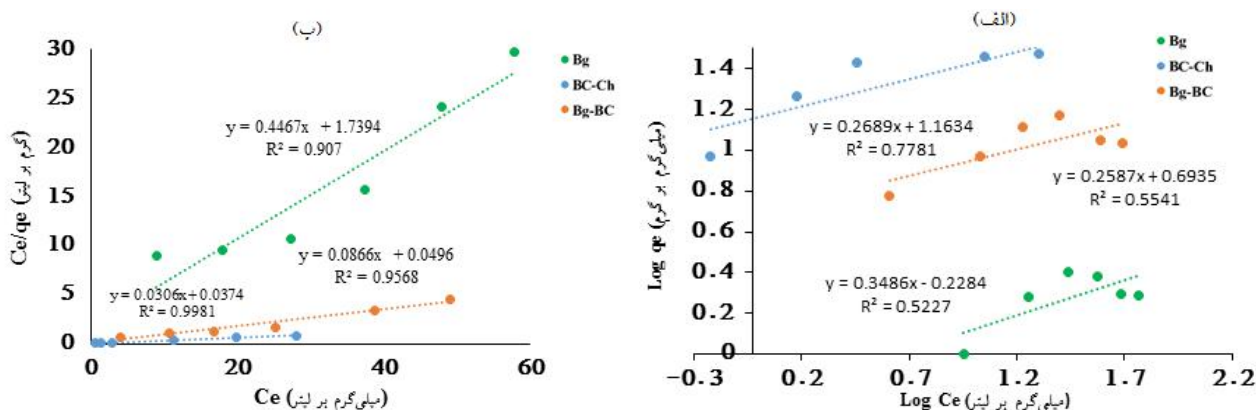 (ب)
Ce/qe (گرم بر لیتر)
30
25
20
15
10
5
0
0
20
40
60
Ce (میلی‌گرم بر لیتر)
y = 0.4467x + 1.7394
R² = 0.907
y = 0.0866x + 0.0496
R² = 0.9568
y = 0.0306x + 0.0374
R² = 0.9981
Bg
BC-Ch
Bg-BC
(الف)
Log qe (میلی‌گرم بر گرم)
1.4
1.2
1
0.8
0.6
0.4
0.2
0
-0.3
0.2
0.7
1.2
1.7
2.2
Log Ce (میلی‌گرم بر لیتر)
y = 0.2689x + 1.1634
R² = 0.7781
y = 0.2587x + 0.6935
R² = 0.5541
y = 0.3486x - 0.2284
R² = 0.5227
Bg
BC-Ch
Bg-BC